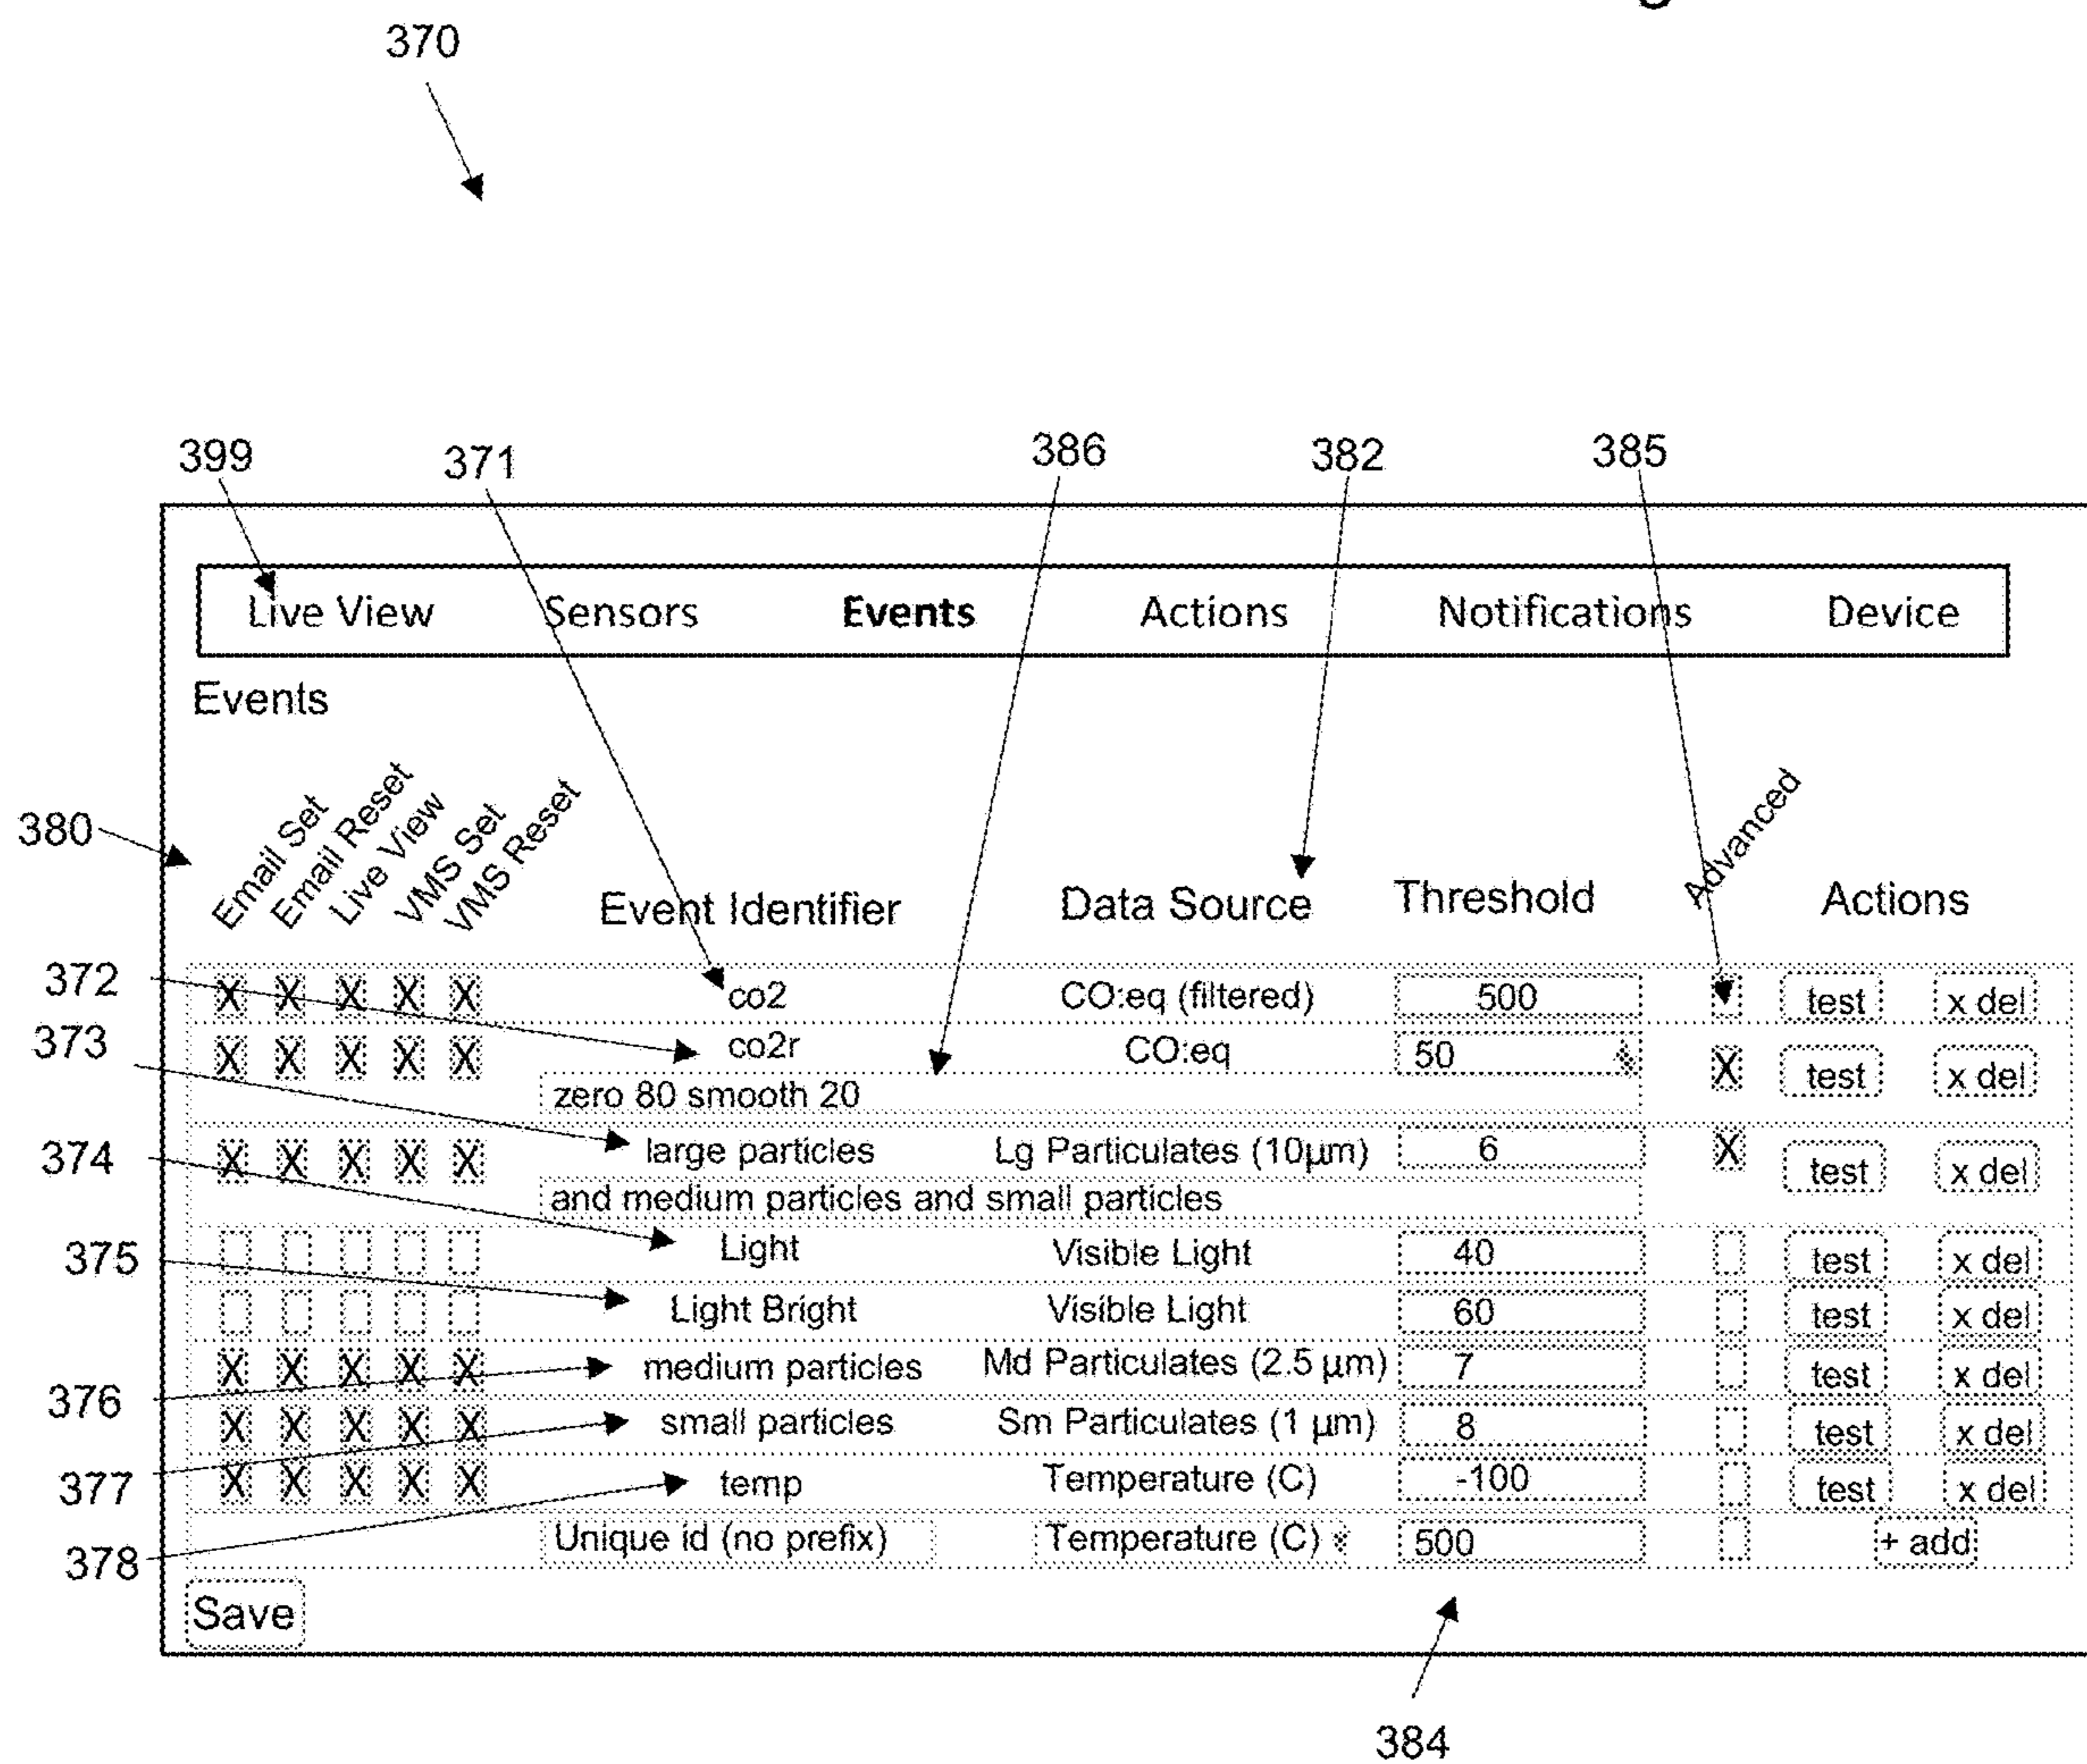 370
399 371 386 382 385
Live View Sensors Events Actions Notifications Device
Events
380
Email Set
Email Reset
Live View
VMS Set
VMS Reset
Event Identifier Data Source Threshold Advanced Actions
372 X X X X X co2 CO:eq (filtered) 500 test x del
373 X X X X X co2r CO:eq 50 X test x del
zero 80 smooth 20
374 X X X X X large particles Lg Particulates (10µm) 6 X test x del
and medium particles and small particles
375 Light Visible Light 40 test x del
Light Bright Visible Light 60 test x del
376 X X X X X medium particles Md Particulates (2.5 µm) 7 test x del
X X X X X small particles Sm Particulates (1 µm) 8 test x del
377 X X X X X temp Temperature (C) -100 test x del
378 Unique id (no prefix) Temperature (C) 500 + add
Save
384